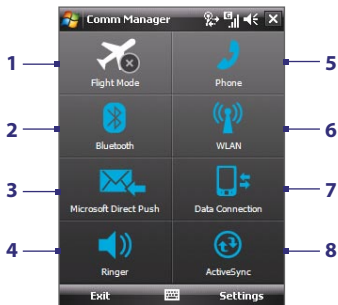 Comm Manager
1
Flight Mode
Phone
5
2
Bluetooth
WLAN
6
3
Microsoft Direct Push
Data Connection
7
4
Ringer
ActiveSync
8
Exit
Settings